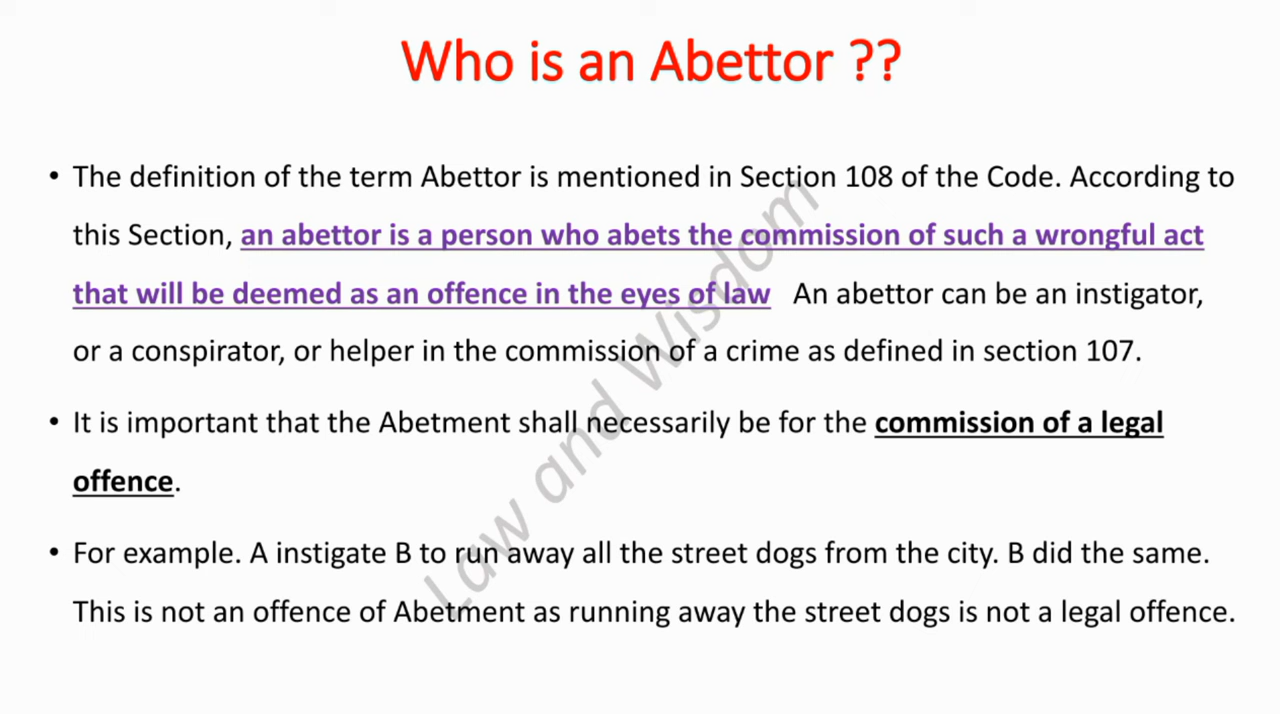 Who is an Abettor ??
• The definition of the term Abettor is mentioned in Section 108 of the Code. According to
this Section, an abettor is a person who abets the commission of such a wrongful act
that will be deemed as an offence in the eyes of law An abettor can be an instigator,
or a conspirator, or helper in the commission of a crime as defined in section 107.
• It is important that the Abetment shall necessarily be for the commission of a legal
offence.
• For example. A instigate B to run away all the street dogs from the city. B did the same.
This is not an offence of Abetment as running away the street dogs is not a legal offence.
Law and Wisdom